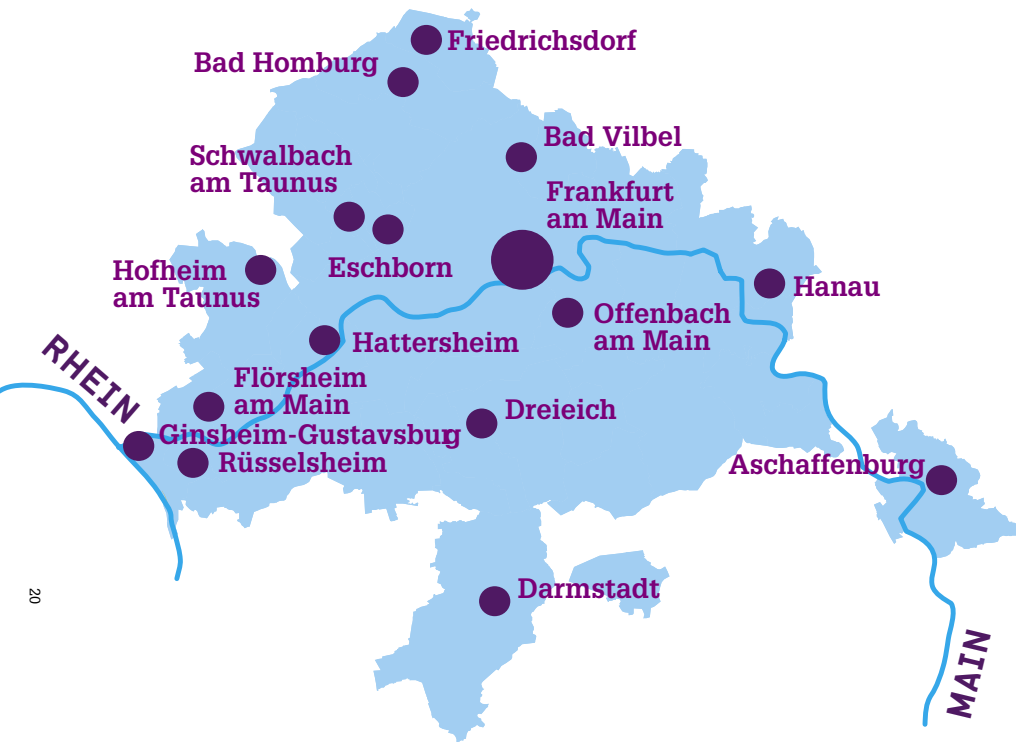 Friedrichsdorf
Bad Homburg
Bad Vilbel
Schwalbach
am Taunus
Frankfurt
am Main
Eschborn
Hofheim
am Taunus
Hanau
Offenbach
am Main
Hattersheim
RHEIN
Flörsheim
am Main
Dreieich
Ginsheim-Gustavsburg
Rüsselsheim
Aschaffenburg
Darmstadt
20
MAIN